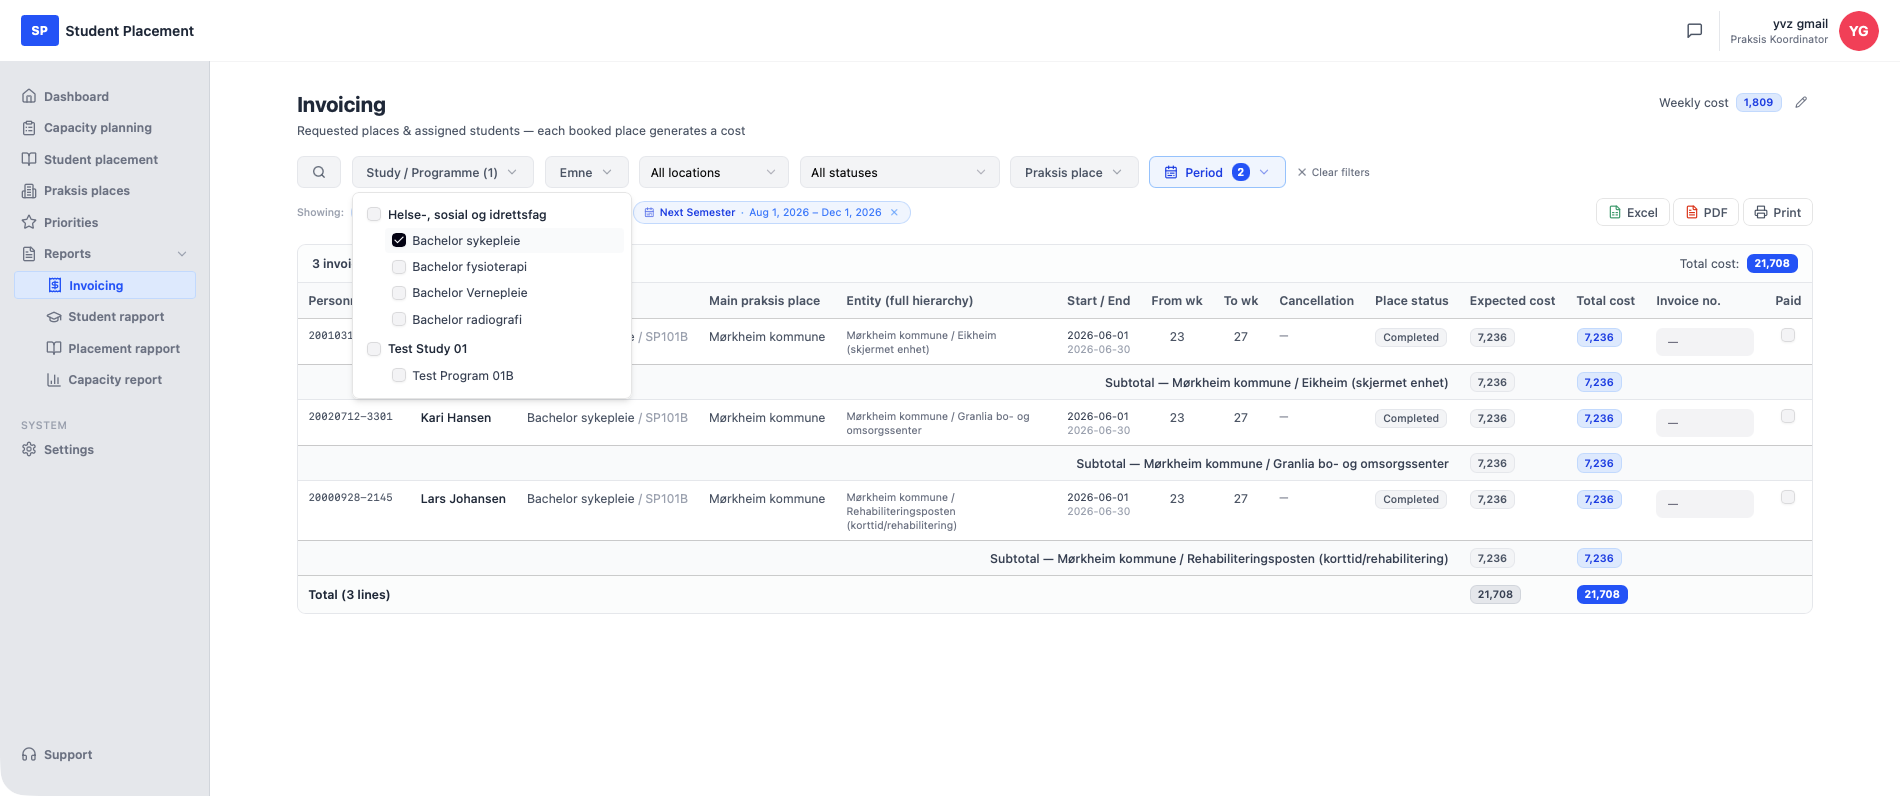 SP Student Placement
yvz gmail
Praksis Koordinator
YG
Dashboard
Capacity planning
Student placement
Praksis places
Priorities
Reports
Invoicing
Student rapport
Placement rapport
Capacity report
SYSTEM
Settings
Support
Invoicing
Weekly cost 1,809
Requested places & assigned students — each booked place generates a cost
Study / Programme (1) Emne All locations All statuses Praksis place Period 2 Clear filters
Showing: Next Semester · Aug 1, 2026 – Dec 1, 2026
Excel PDF Print
Helse-, sosial og idrettsfag
Bachelor sykepleie
Bachelor fysioterapi
Bachelor Vernepleie
Bachelor radiografi
Test Study 01
Test Program 01B
Total cost: 21,708
Main praksis place Entity (full hierarchy) Start / End From wk To wk Cancellation Place status Expected cost Total cost Invoice no. Paid
/ SP101B Mørkheim kommune Mørkheim kommune / Eikheim 2026-06-01 23 27 — Completed 7,236 7,236 —
(skjermet enhet) 2026-06-30
Subtotal — Mørkheim kommune / Eikheim (skjermet enhet) 7,236 7,236
20020712-3301 Kari Hansen Bachelor sykepleie / SP101B Mørkheim kommune Mørkheim kommune / Granlia bo- og 2026-06-01 23 27 — Completed 7,236 7,236 —
omsorgssenter 2026-06-30
Subtotal — Mørkheim kommune / Granlia bo- og omsorgssenter 7,236 7,236
20000928-2145 Lars Johansen Bachelor sykepleie / SP101B Mørkheim kommune Mørkheim kommune / 2026-06-01 23 27 — Completed 7,236 7,236 —
Rehabiliteringsposten 2026-06-30
(korttid/rehabilitering)
Subtotal — Mørkheim kommune / Rehabiliteringsposten (korttid/rehabilitering) 7,236 7,236
Total (3 lines) 21,708 21,708